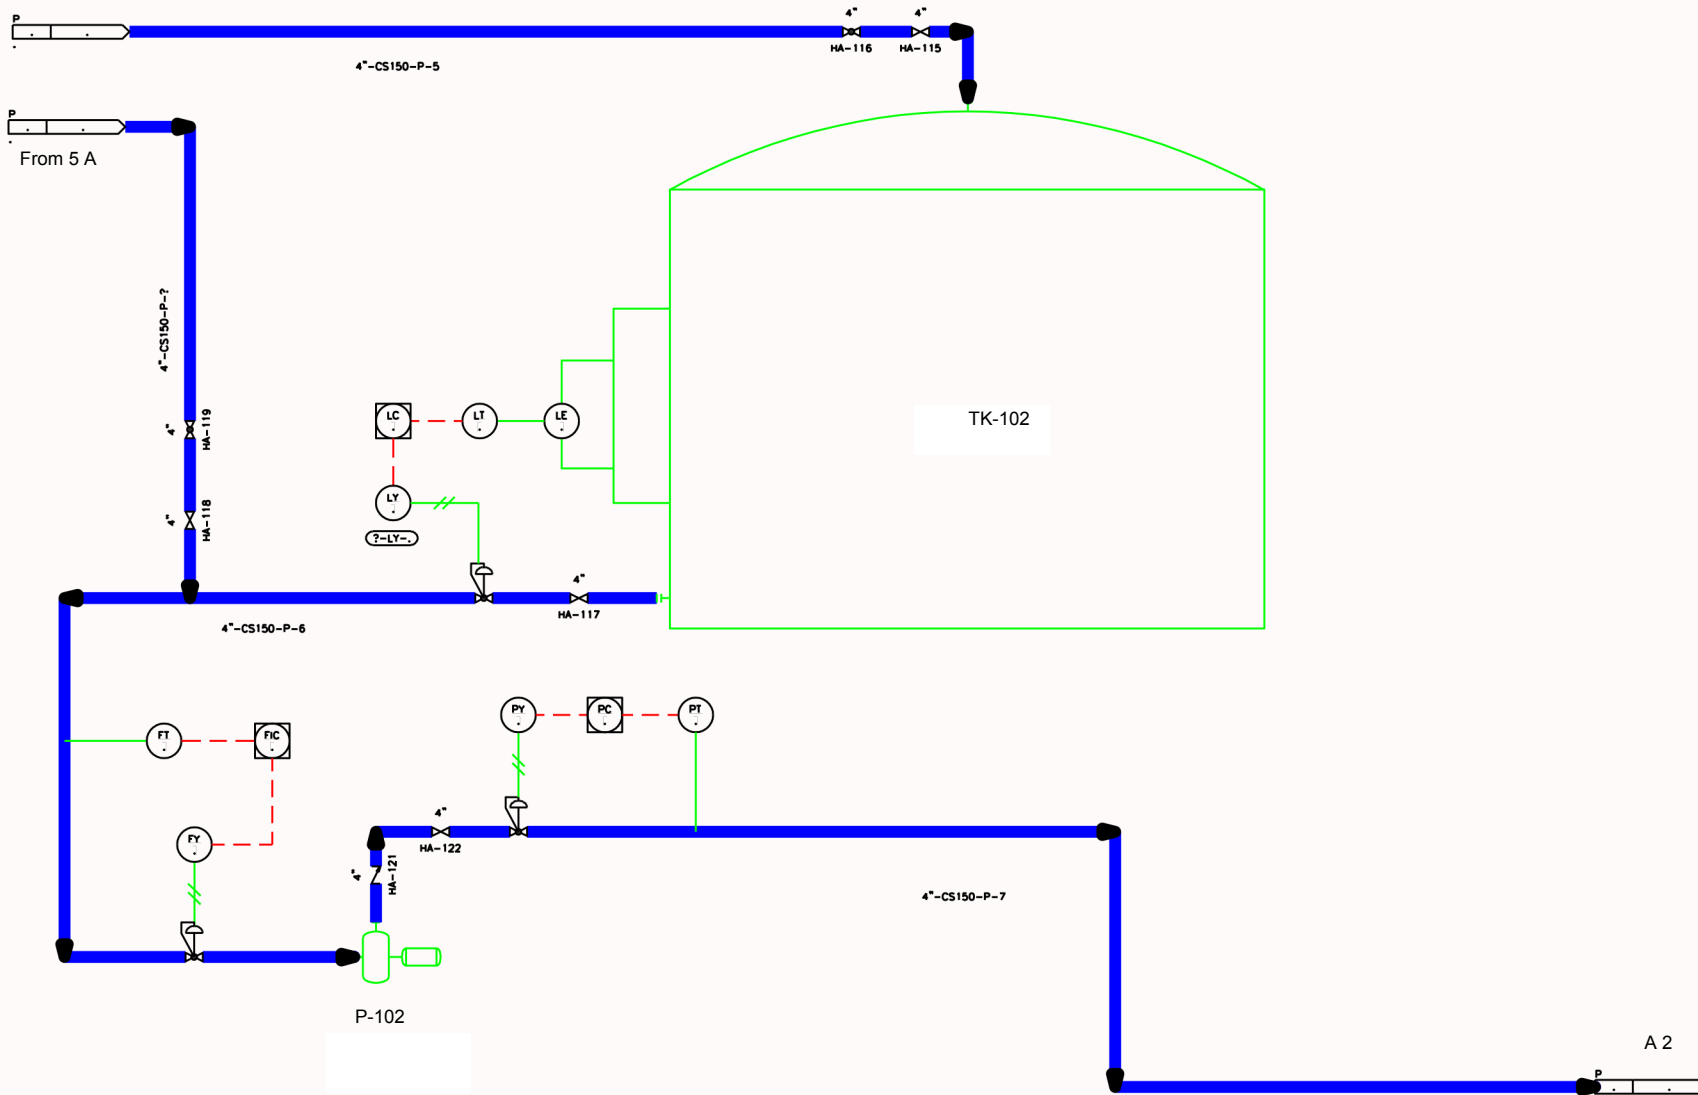 P
4"
4"
HA-116
HA-115
4"-CS150-P-5
P
From 5 A
4"-CS150-P-?
4"
HA-119
4"
HA-118
LC
LT
LE
TK-102
LY
?-LY-.
4"
HA-117
4"-CS150-P-6
FT
FIC
PY
PC
PT
FY
4"
HA-122
4"
HA-121
4"-CS150-P-7
P-102
A 2
P